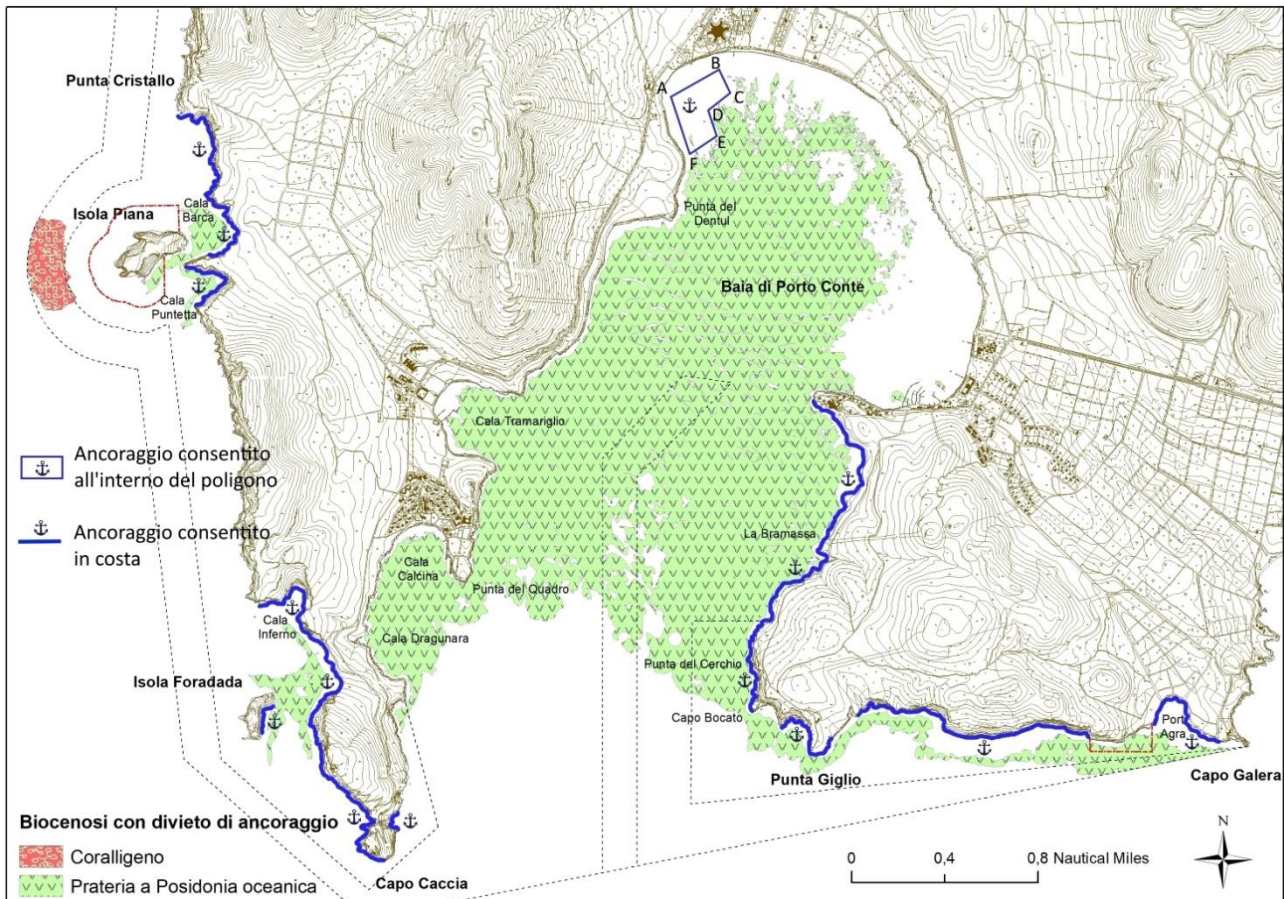 Punta Cristallo
A
B
C
D
E
F
Isola Piana
Cala
Barca
Punta del
Dentul
Cala
Puntetta
Baia di Porto Conte
Cala Tramariglio
Ancoraggio consentito
all'interno del poligono
Ancoraggio consentito
in costa
La Bramassa
Cala
Calcina
Punta del Quadro
Cala
Inferno
Cala Dragunara
Isola Foradada
Punta del Cerchio
Capo Bocato
Port
Agra
Punta Giglio
Capo Galera
Biocenosi con divieto di ancoraggio
Coralligeno
Prateria a Posidonia oceanica
Capo Caccia
0 0,4 0,8 Nautical Miles
N